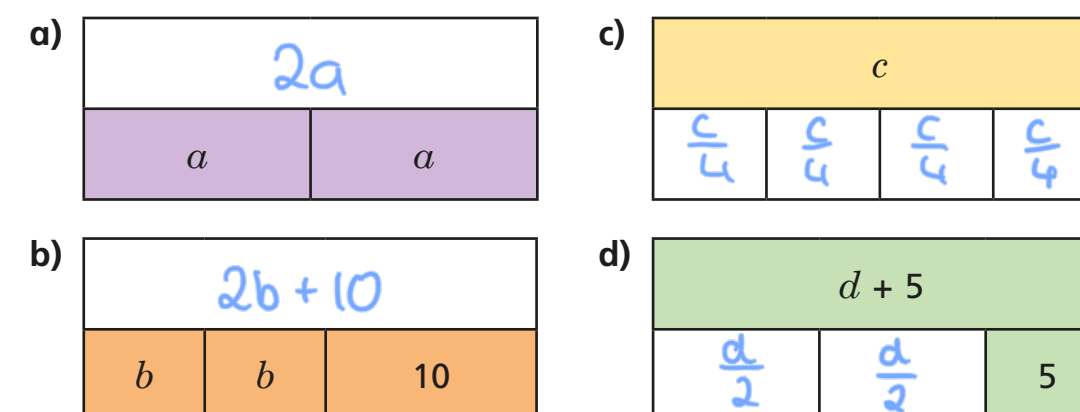 a)
2a
a a
b)
2b + 10
b b 10
c)
c
c/4 c/4 c/4 c/4
d)
d + 5
d/2 d/2 5